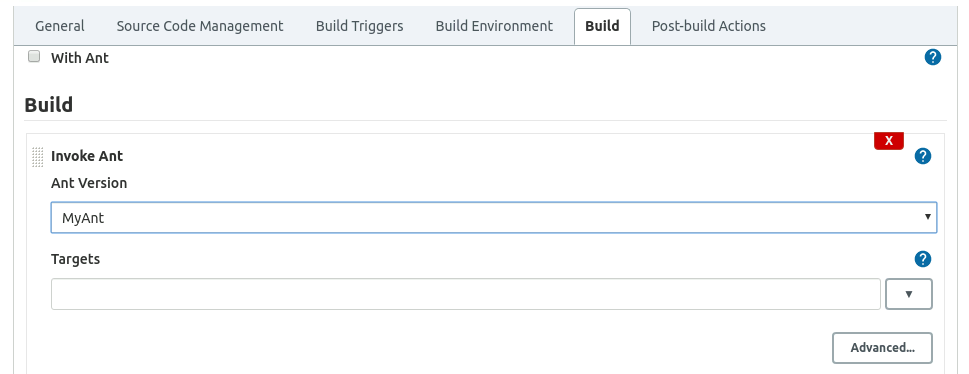 General Source Code Management Build Triggers Build Environment Build Post-build Actions
With Ant ?
Build
X
Invoke Ant ?
Ant Version
MyAnt
Targets ?
Advanced...